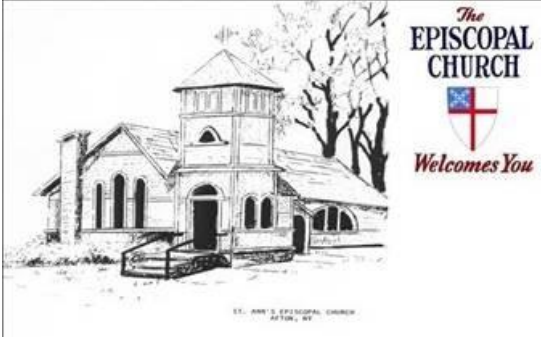 The
EPISCOPAL
CHURCH
Welcomes You
ST. ANN'S EPISCOPAL CHURCH
AFTON, NY